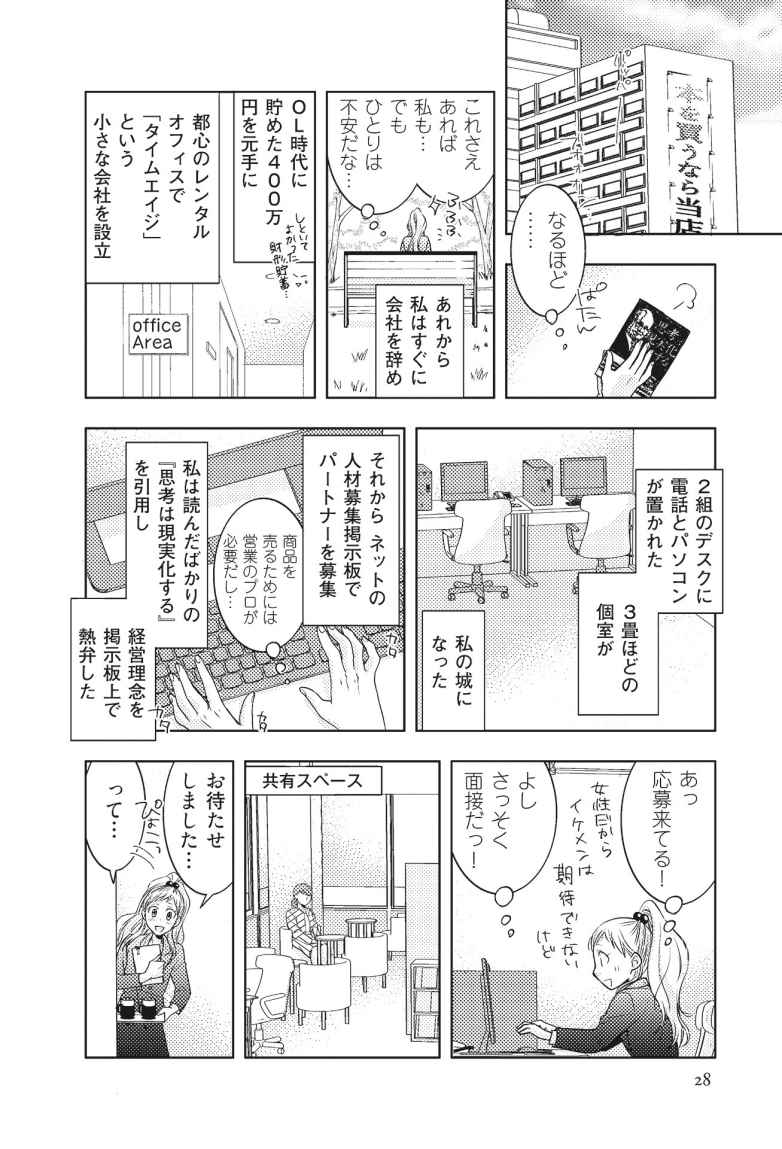 本を買うなら当店
なるほど
……
ぱたん
思考
これさえ
あれば
私も…
でも
ひとりは
不安だな…
ふふふ
あれから
私はすぐに
会社を辞め
OL時代に
貯めた400万
円を元手に
しといて
よかった
財形貯蓄…
都心のレンタル
オフィスで
「タイムエイジ」
という
小さな会社を設立
office
Area
2組のデスクに
電話とパソコン
が置かれた
3畳ほどの
個室が
私の城に
なった
それから ネットの
人材募集掲示板で
パートナーを募集
商品を
売るためには
営業のプロが
必要だし…
カタ
カタ
私は読んだばかりの
『思考は現実化する』
を引用し
経営理念を
掲示板上で
熱弁した
あっ
応募来てる！
女性だから
イケメンは
期待できない
けど
よし
さっそく
面接だっ！
共有スペース
お待たせ
しました…
ぴょこっ
って…
28